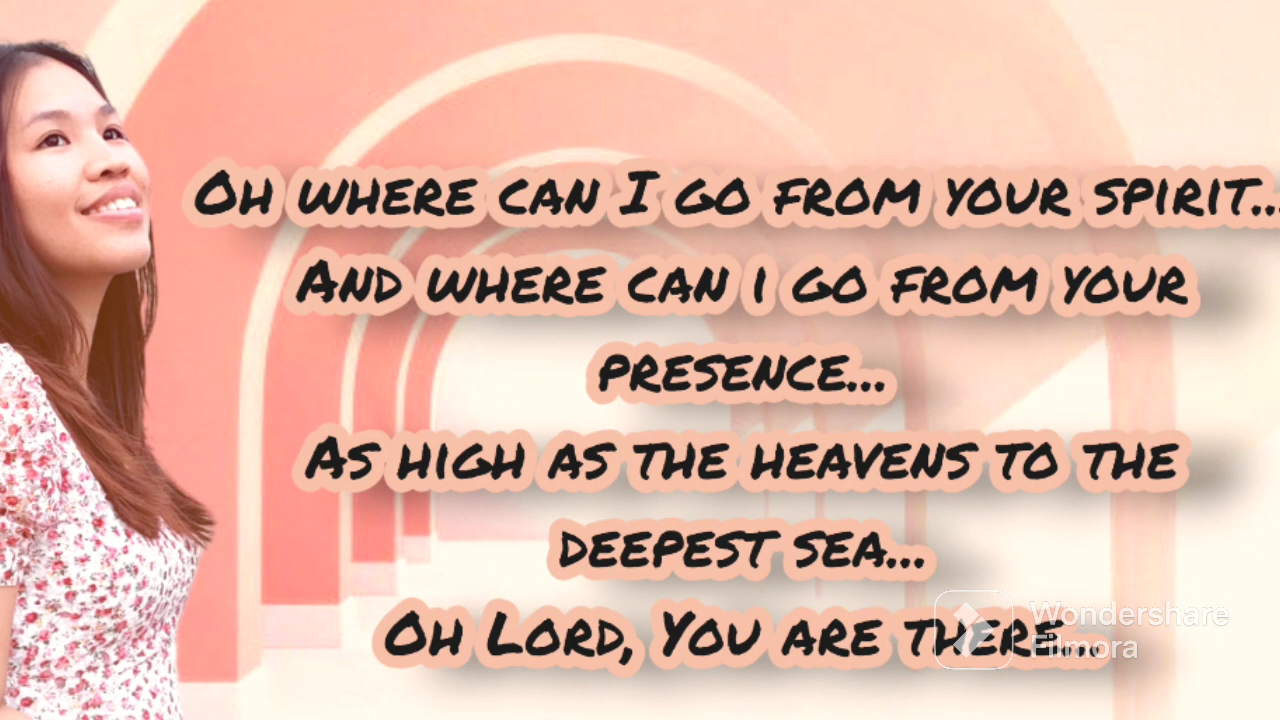 Oh where can I go from your spirit...
And where can i go from your
presence...
As high as the heavens to the
deepest sea...
Oh Lord, You are there...
Wondershare
Filmora